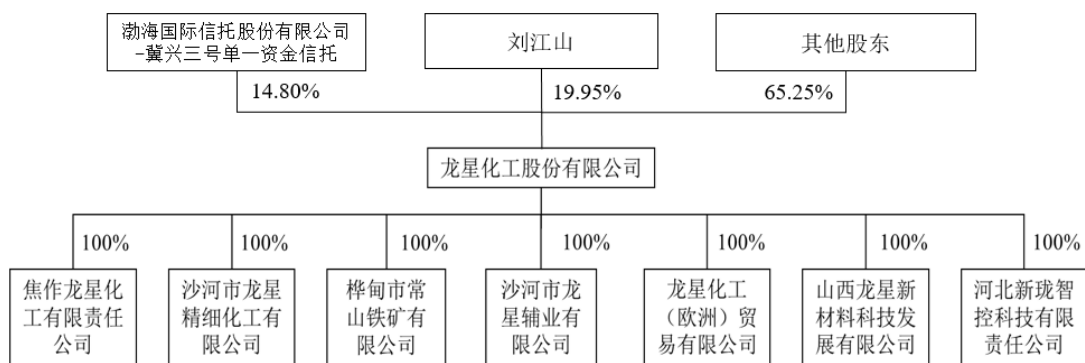 渤海国际信托股份有限公司
-冀兴三号单一资金信托
刘江山
其他股东
14.80%
19.95%
65.25%
龙星化工股份有限公司
100%
100%
100%
100%
100%
100%
100%
焦作龙星化
工有限责任
公司
沙河市龙星
精细化工有
限公司
桦甸市常
山铁矿有
限公司
沙河市龙
星辅业有
限公司
龙星化工
（欧洲）贸
易有限公司
山西龙星新
材料科技发
展有限公司
河北新珑智
控科技有限
责任公司